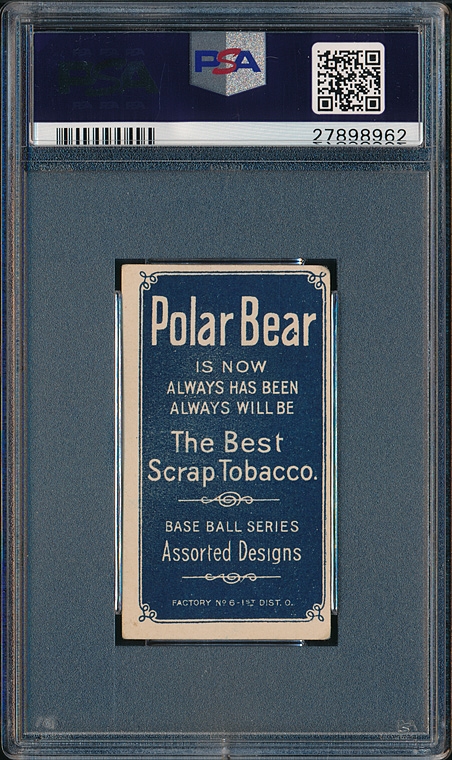 PSA
27898962
Polar Bear
IS NOW
ALWAYS HAS BEEN
ALWAYS WILL BE
The Best
Scrap Tobacco.
BASE BALL SERIES
Assorted Designs
FACTORY Nº 6-1ST DIST. O.